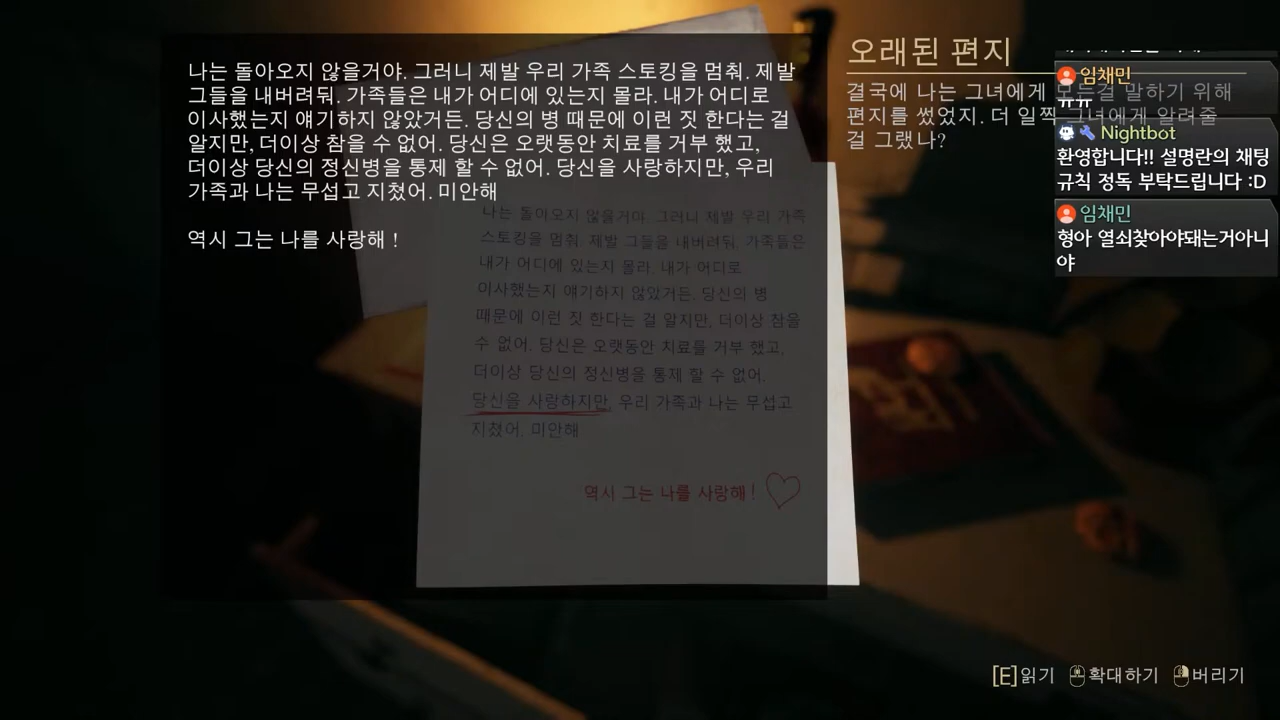 나는 돌아오지 않을거야. 그러니 제발 우리 가족 스토킹을 멈춰. 제발
그들을 내버려둬. 가족들은 내가 어디에 있는지 몰라. 내가 어디로
이사했는지 얘기하지 않았거든. 당신의 병 때문에 이런 짓 한다는 걸
알지만, 더이상 참을 수 없어. 당신은 오랫동안 치료를 거부 했고,
더이상 당신의 정신병을 통제 할 수 없어. 당신을 사랑하지만, 우리
가족과 나는 무섭고 지쳤어. 미안해
역시 그는 나를 사랑해 !
나는 돌아오지 않을거야. 그러니 제발 우리 가족
스토킹을 멈춰. 제발 그들을 내버려둬. 가족들은
내가 어디에 있는지 몰라. 내가 어디로
이사했는지 얘기하지 않았거든. 당신의 병
때문에 이런 짓 한다는 걸 알지만, 더이상 참을
수 없어. 당신은 오랫동안 치료를 거부 했고,
더이상 당신의 정신병을 통제 할 수 없어.
당신을 사랑하지만, 우리 가족과 나는 무섭고
지쳤어. 미안해
역시 그는 나를 사랑해 !
오래된 편지
결국에 나는 그녀에게 모든걸 말하기 위해
편지를 썼었지. 더 일찍 그녀에게 알려줄
걸 그랬나?
임채민
ㅠㅠ
Nightbot
환영합니다!! 설명란의 채팅
규칙 정독 부탁드립니다 :D
임채민
형아 열쇠찾아야돼는거아니
야
[E]읽기 확대하기 버리기